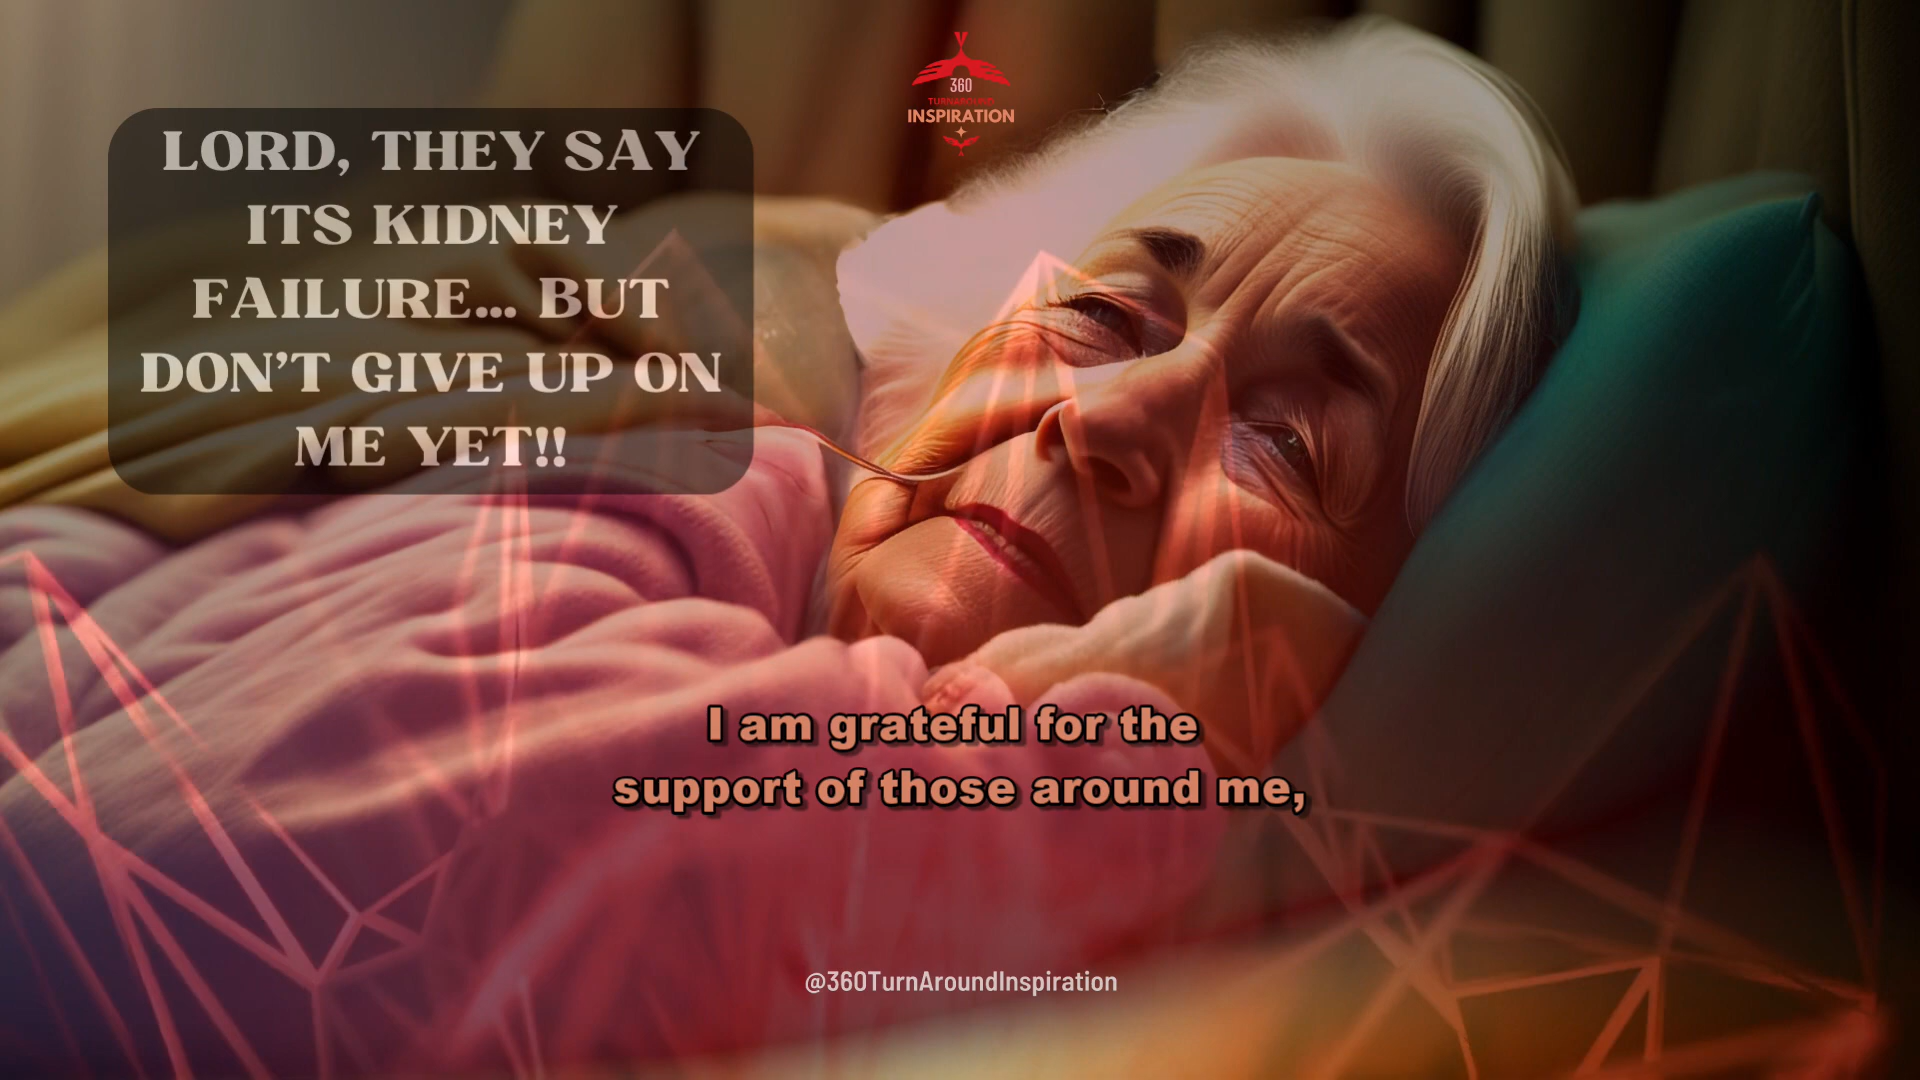 360
TURNAROUND
INSPIRATION
LORD, THEY SAY
ITS KIDNEY
FAILURE... BUT
DON'T GIVE UP ON
ME YET!!
I am grateful for the
support of those around me,
@360TurnAroundInspiration